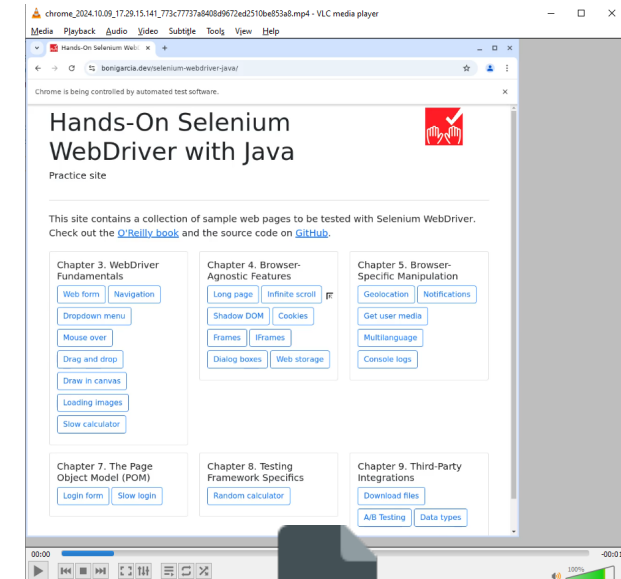 chrome_2024.10.09_17.29.15.141_773c77737a8408d9672ed2510be853a8.mp4 - VLC media player
Media Playback Audio Video Subtitle Tools View Help
Hands-On Selenium Web
bonigarcia.dev/selenium-webdriver-java/
Chrome is being controlled by automated test software.
Hands-On Selenium
WebDriver with Java
Practice site
This site contains a collection of sample web pages to be tested with Selenium WebDriver.
Check out the O'Reilly book and the source code on GitHub.
Chapter 3. WebDriver
Fundamentals
Web form Navigation
Dropdown menu
Mouse over
Drag and drop
Draw in canvas
Loading images
Slow calculator
Chapter 4. Browser-
Agnostic Features
Long page Infinite scroll
Shadow DOM Cookies
Frames IFrames
Dialog boxes Web storage
Chapter 5. Browser-
Specific Manipulation
Geolocation Notifications
Get user media
Multilanguage
Console logs
Chapter 7. The Page
Object Model (POM)
Login form Slow login
Chapter 8. Testing
Framework Specifics
Random calculator
Chapter 9. Third-Party
Integrations
Download files
A/B Testing Data types
00:00
-00:01
100%